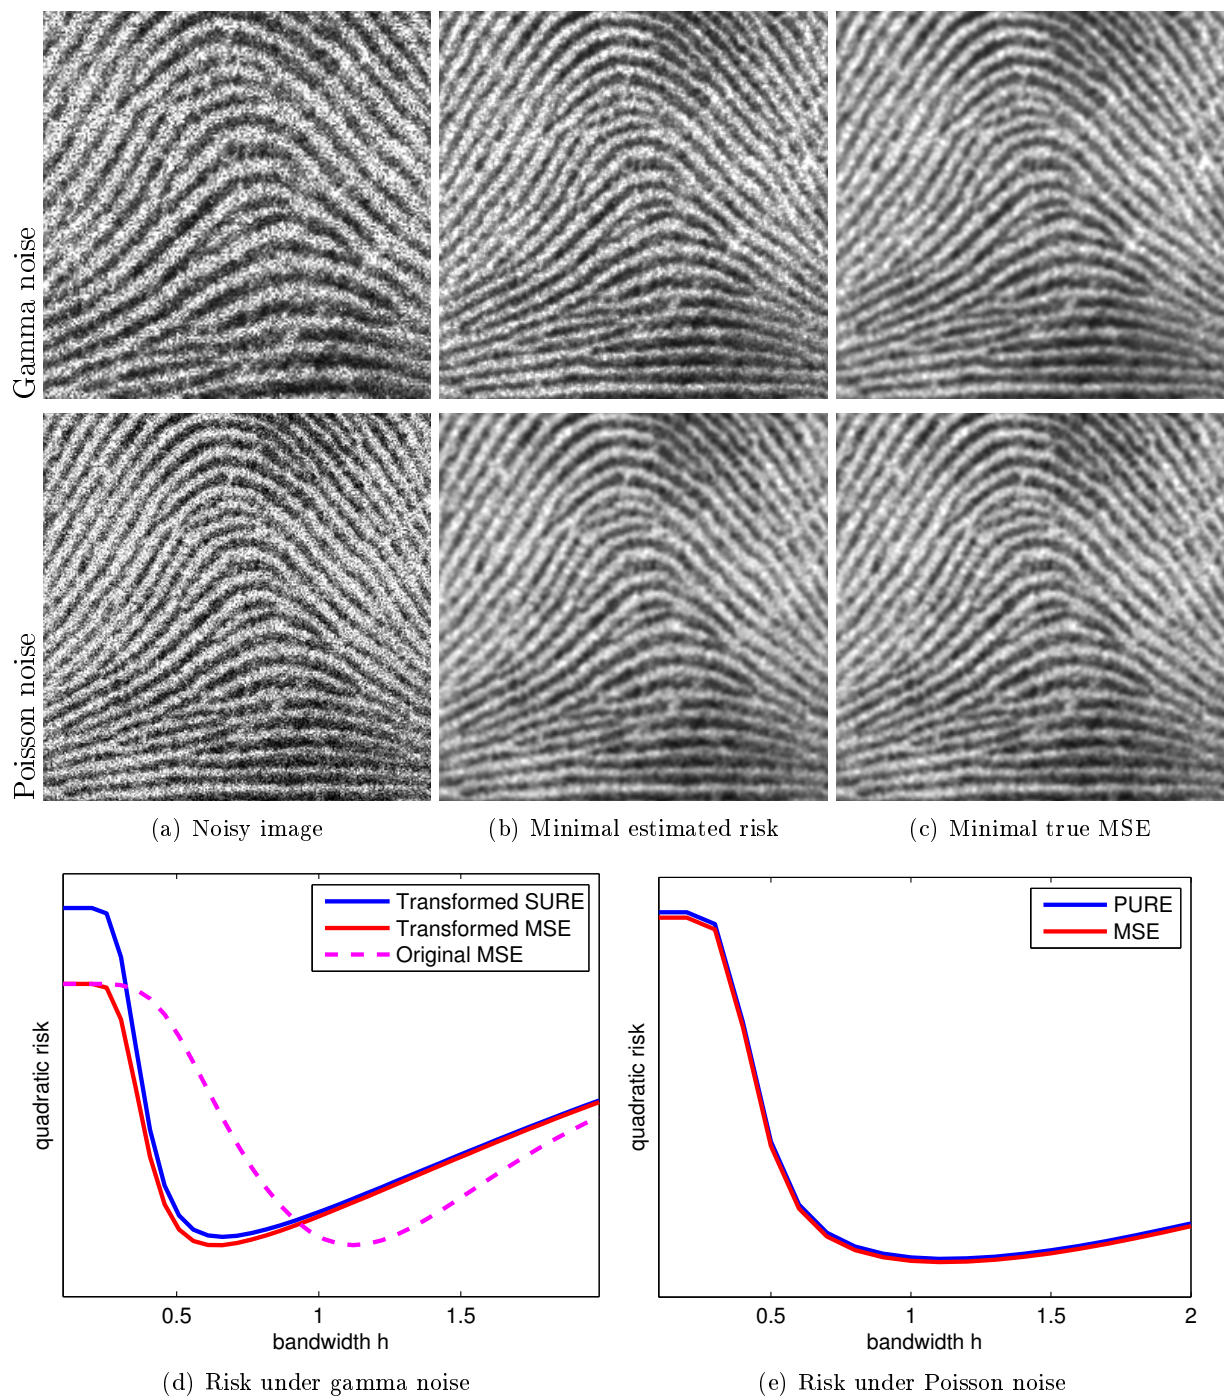 Gamma noise
Poisson noise
(a) Noisy image
(b) Minimal estimated risk
(c) Minimal true MSE
Transformed SURE
Transformed MSE
Original MSE
quadratic risk
0.5
1
1.5
bandwidth h
(d) Risk under gamma noise
PURE
MSE
quadratic risk
0.5
1
1.5
2
bandwidth h
(e) Risk under Poisson noise